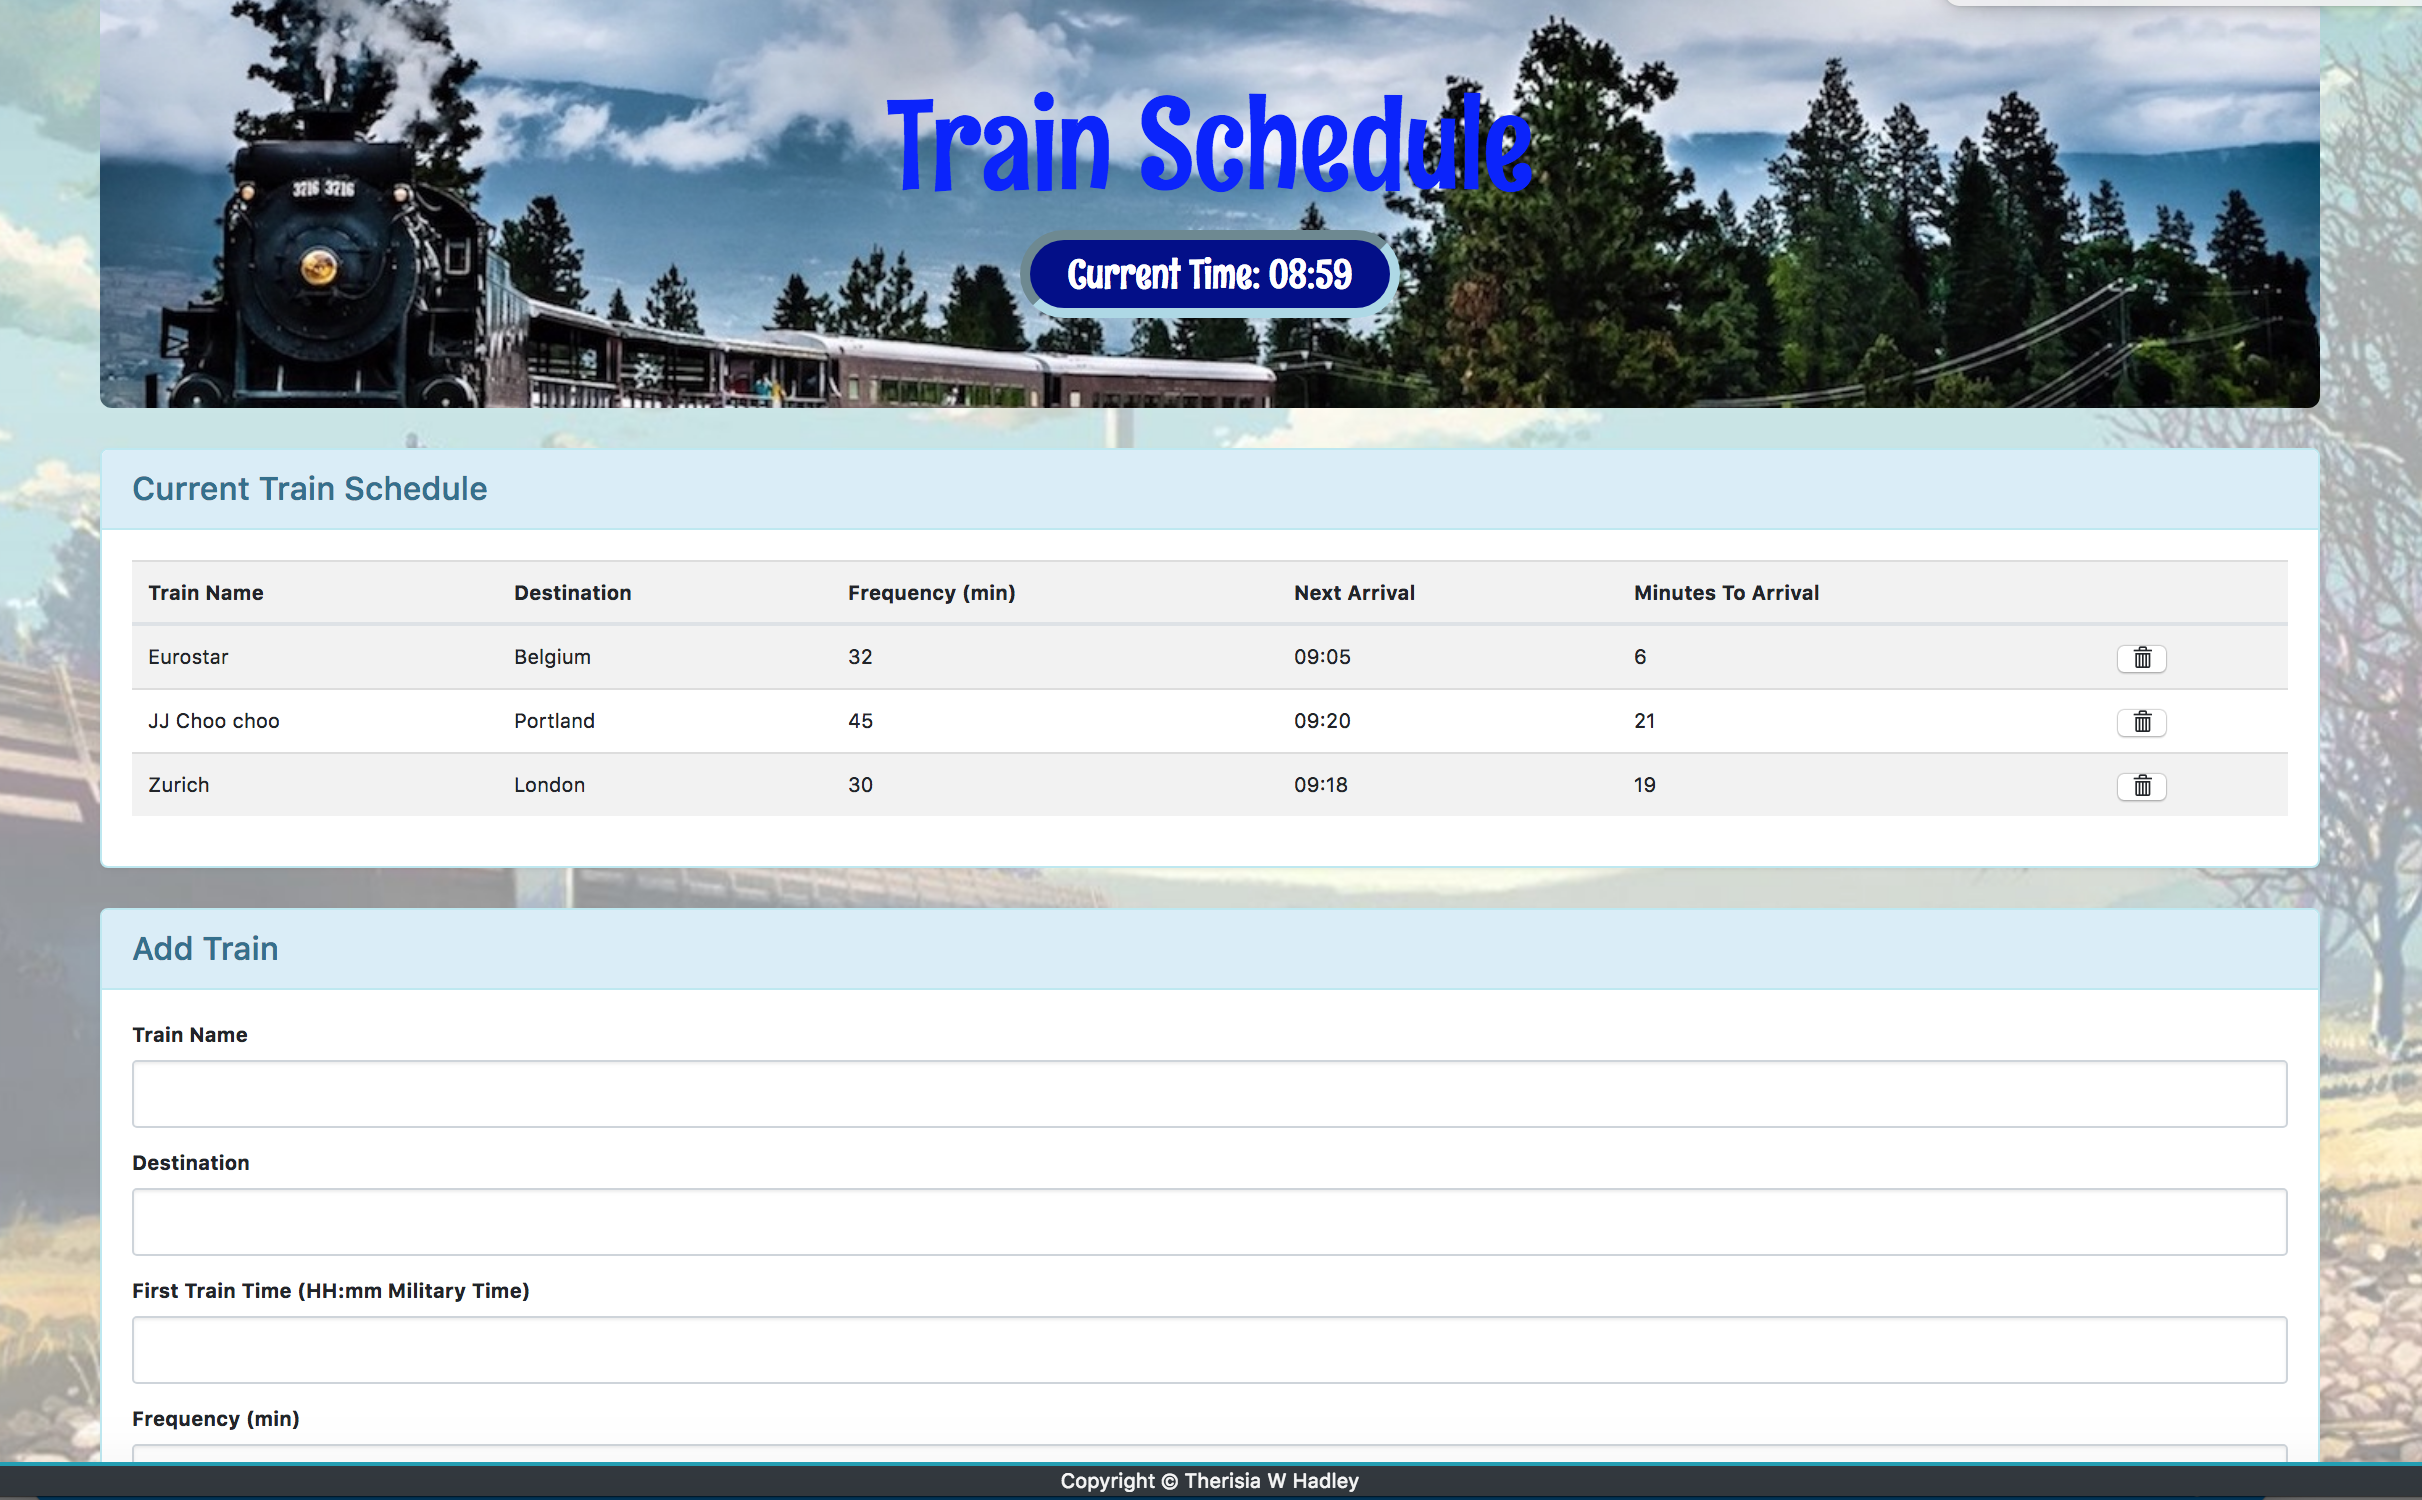 3716 3716
Train Schedule
Current Time: 08:59
Current Train Schedule
Train Name Destination Frequency (min) Next Arrival Minutes To Arrival
Eurostar Belgium 32 09:05 6
JJ Choo choo Portland 45 09:20 21
Zurich London 30 09:18 19
Add Train
Train Name
Destination
First Train Time (HH:mm Military Time)
Frequency (min)
Copyright © Therisia W Hadley